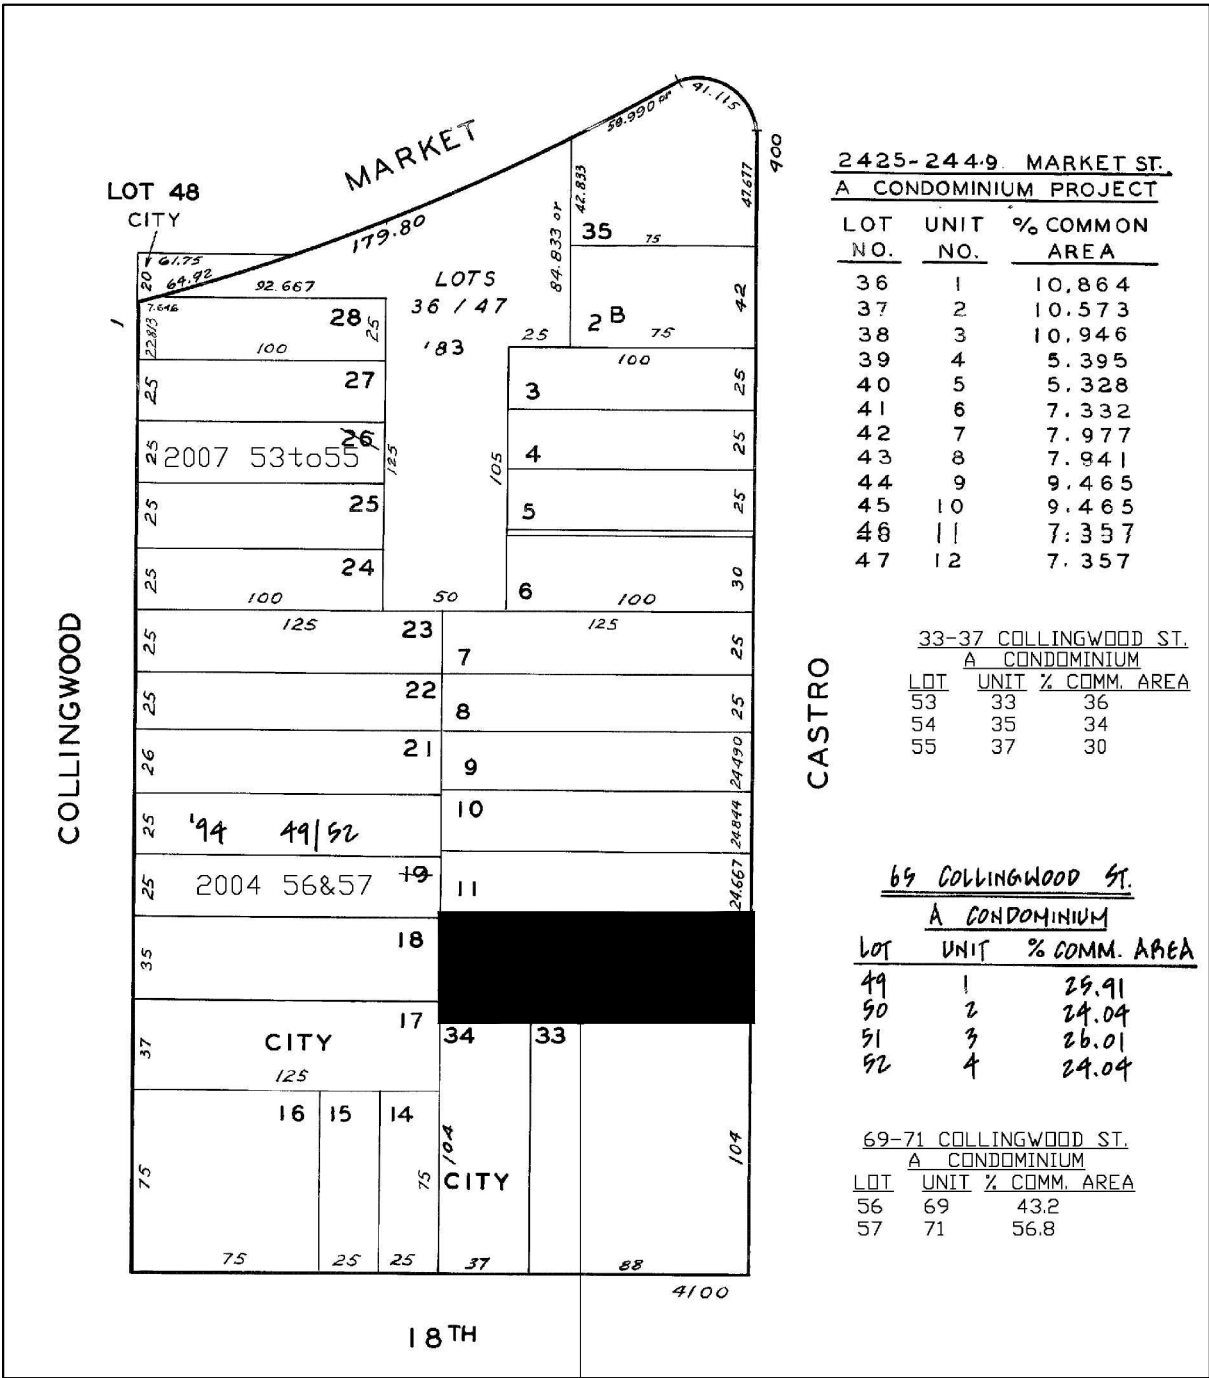 41.115
58.990 or
MARKET
400
LOT 48
CITY
179.80
42.833
47.677
84.833 or
35
75
61.75
64.92
20
92.667
LOTS
36 / 47
'83
42
2 B
75
25
1
7.646
22.813
28
25
100
100
27
25
3
25
26
25
2007 53to55
125
105
4
25
25
25
5
25
25
24
100
50
6
100
30
125
23
125
25
7
25
COLLINGWOOD
CASTRO
22
25
8
25
21
26
9
24.490
25
'94 49/52
10
24.844
25
2004 56&57
19
11
24.667
18
35
17
37
CITY
125
34
33
16
15
14
75
75
104
CITY
104
75
25
25
37
88
4100
18TH
2425-2449 MARKET ST.
A CONDOMINIUM PROJECT
LOT UNIT % COMMON
NO. NO. AREA
36 1 10.864
37 2 10.573
38 3 10.946
39 4 5.395
40 5 5.328
41 6 7.332
42 7 7.977
43 8 7.941
44 9 9.465
45 10 9.465
46 11 7.357
47 12 7.357
33-37 COLLINGWOOD ST.
A CONDOMINIUM
LOT UNIT % COMM. AREA
53 33 36
54 35 34
55 37 30
65 COLLINGWOOD ST.
A CONDOMINIUM
LOT UNIT % COMM. AREA
49 1 25.91
50 2 24.04
51 3 26.01
52 4 24.04
69-71 COLLINGWOOD ST.
A CONDOMINIUM
LOT UNIT % COMM. AREA
56 69 43.2
57 71 56.8